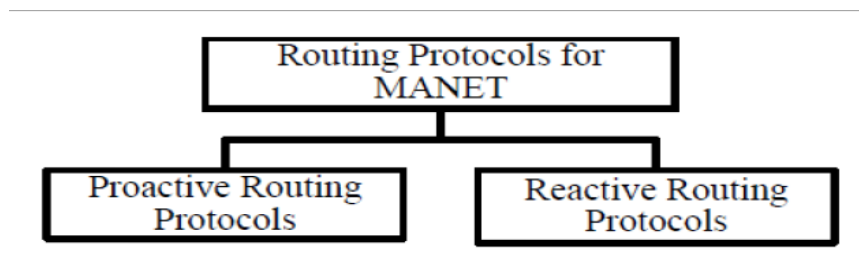 Routing Protocols for
MANET
Proactive Routing
Protocols
Reactive Routing
Protocols